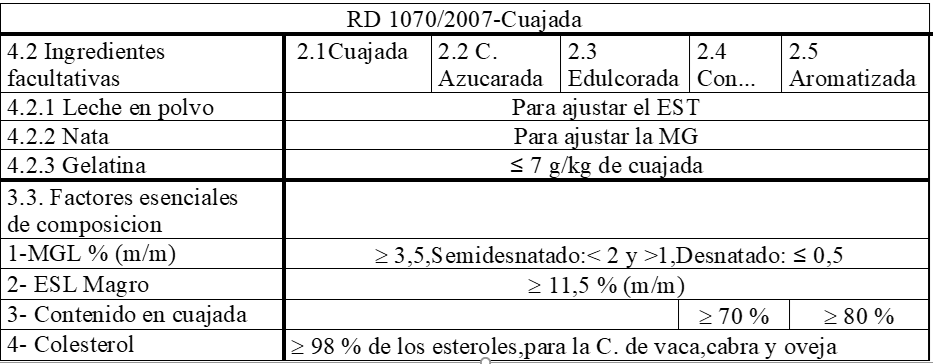 RD 1070/2007-Cuajada
4.2 Ingredientes facultativas 2.1Cuajada 2.2 C. Azucarada 2.3 Edulcorada 2.4 Con... 2.5 Aromatizada
4.2.1 Leche en polvo Para ajustar el EST
4.2.2 Nata Para ajustar la MG
4.2.3 Gelatina ≤ 7 g/kg de cuajada
3.3. Factores esenciales
de composicion
1-MGL % (m/m) ≥ 3,5,Semidesnatado:< 2 y >1,Desnatado: ≤ 0,5
2- ESL Magro ≥ 11,5 % (m/m)
3- Contenido en cuajada ≥ 70 % ≥ 80 %
4- Colesterol ≥ 98 % de los esteroles,para la C. de vaca,cabra y oveja